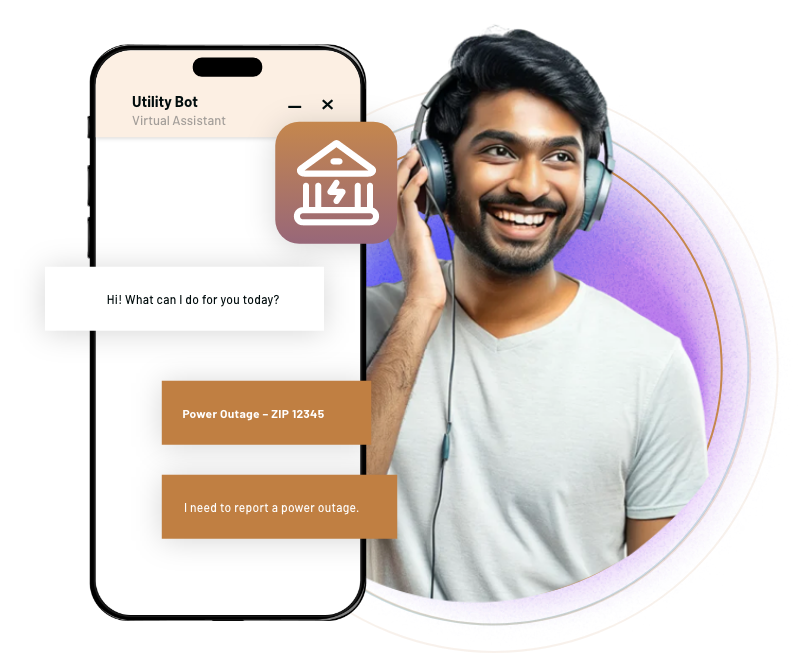 Utility Bot
Virtual Assistant
Hi! What can I do for you today?
Power Outage – ZIP 12345
I need to report a power outage.